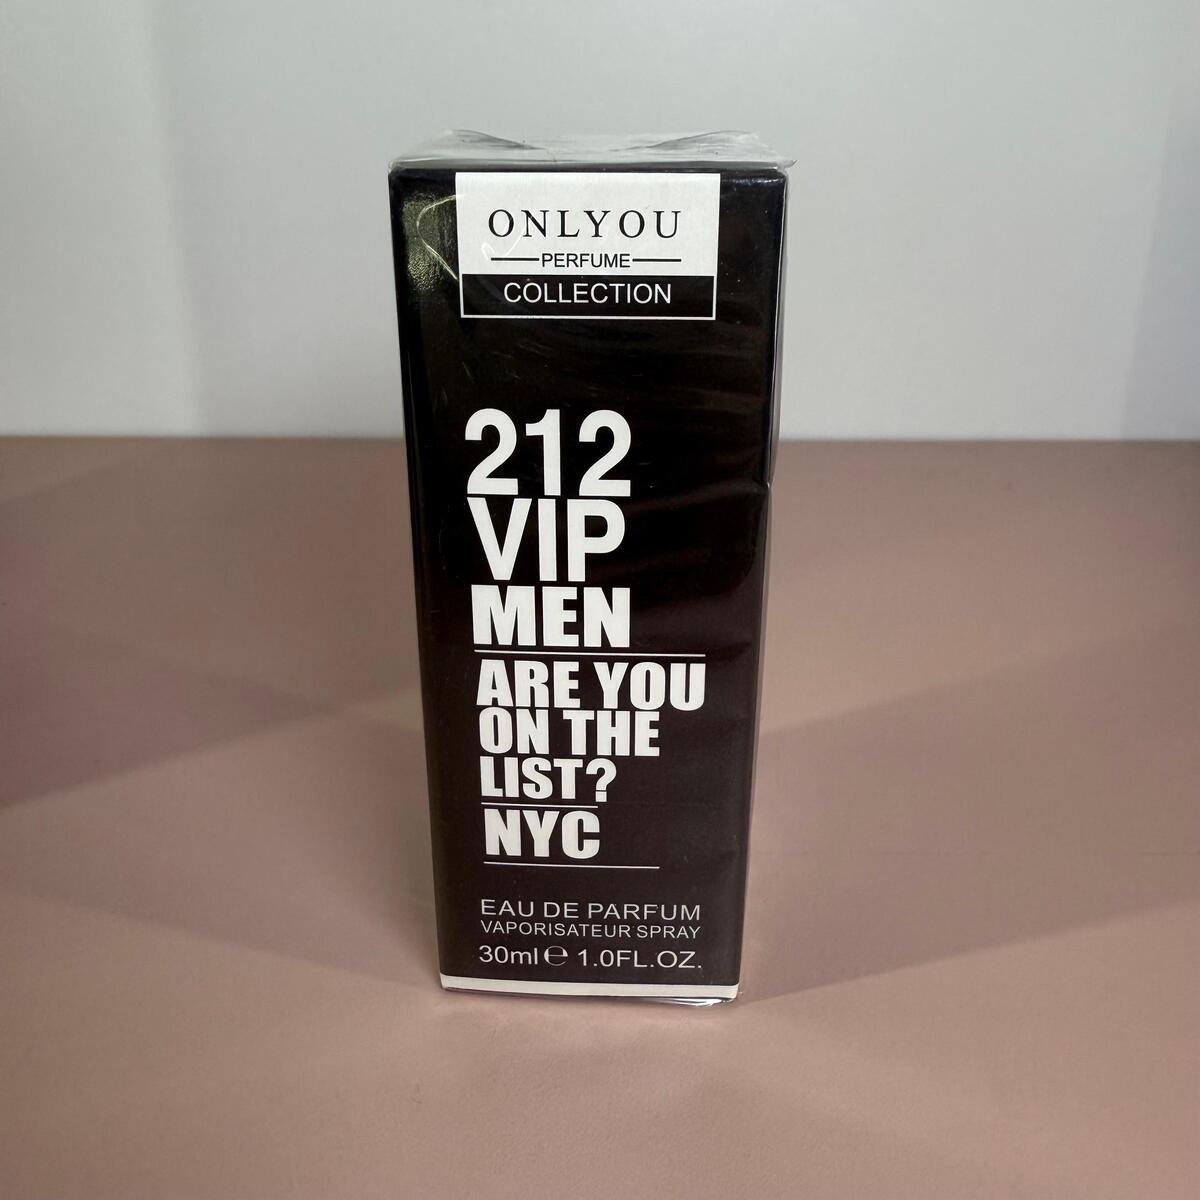 ONLYOU
PERFUME
COLLECTION
212
VIP
MEN
ARE YOU
ON THE
LIST?
NYC
EAU DE PARFUM
VAPORISATEUR SPRAY
30ml ℮ 1.0FL.OZ.